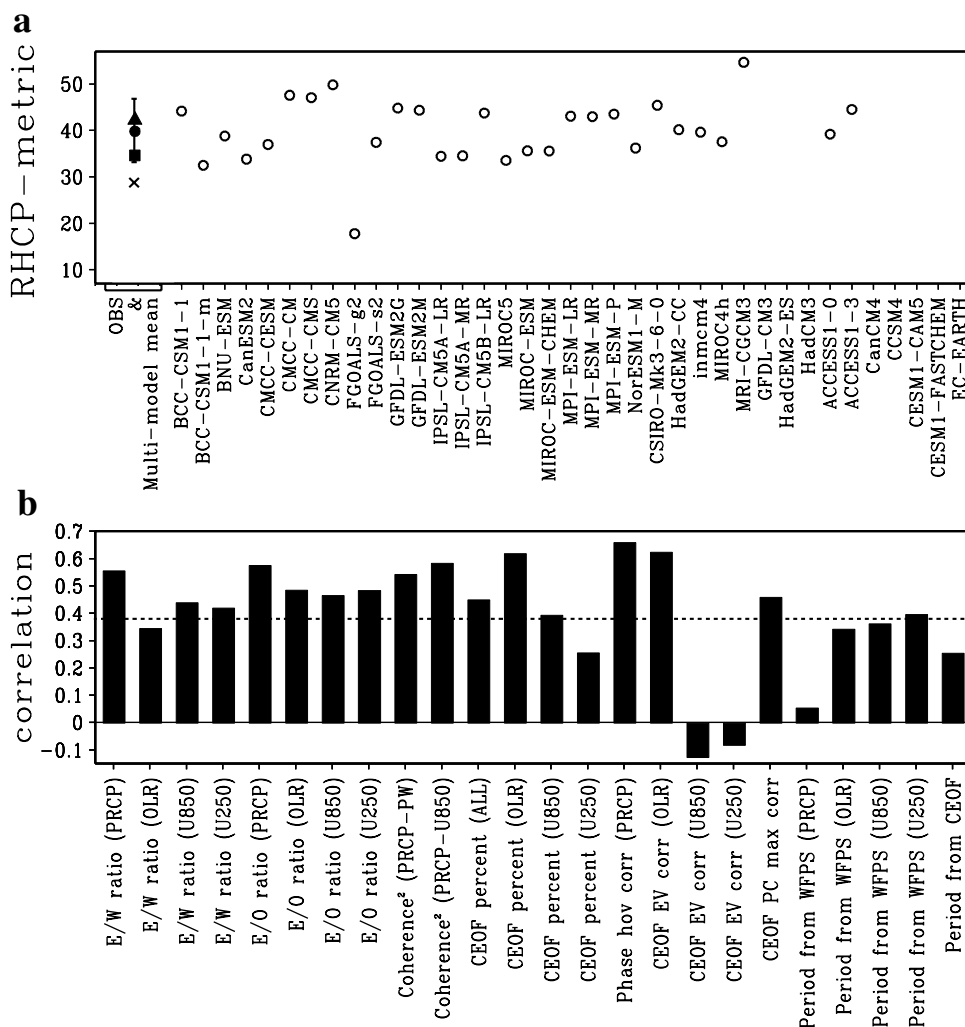 a
RHCP-metric
50
40
30
20
10
OBS
&
Multi-model mean
BCC-CSM1-1
BCC-CSM1-1-m
BNU-ESM
CanESM2
CMCC-CESM
CMCC-CM
CMCC-CMS
CNRM-CM5
FGOALS-g2
FGOALS-s2
GFDL-ESM2G
GFDL-ESM2M
IPSL-CM5A-LR
IPSL-CM5A-MR
IPSL-CM5B-LR
MIROC5
MIROC-ESM
MIROC-ESM-CHEM
MPI-ESM-LR
MPI-ESM-MR
MPI-ESM-P
NorESM1-M
CSIRO-Mk3-6-0
HadGEM2-CC
inmcm4
MIROC4h
MRI-CGCM3
GFDL-CM3
HadGEM2-ES
HadCM3
ACCESS1-0
ACCESS1-3
CanCM4
CCSM4
CESM1-CAM5
CESM1-FASTCHEM
EC-EARTH
b
correlation
0.7
0.6
0.5
0.4
0.3
0.2
0.1
0
-0.1
E/W ratio (PRCP)
E/W ratio (OLR)
E/W ratio (U850)
E/W ratio (U250)
E/O ratio (PRCP)
E/O ratio (OLR)
E/O ratio (U850)
E/O ratio (U250)
Coherence² (PRCP-PW)
Coherence² (PRCP-U850)
CEOF percent (ALL)
CEOF percent (OLR)
CEOF percent (U850)
CEOF percent (U250)
Phase hov corr (PRCP)
CEOF EV corr (OLR)
CEOF EV corr (U850)
CEOF EV corr (U250)
CEOF PC max corr
Period from WFPS (PRCP)
Period from WFPS (OLR)
Period from WFPS (U850)
Period from WFPS (U250)
Period from CEOF